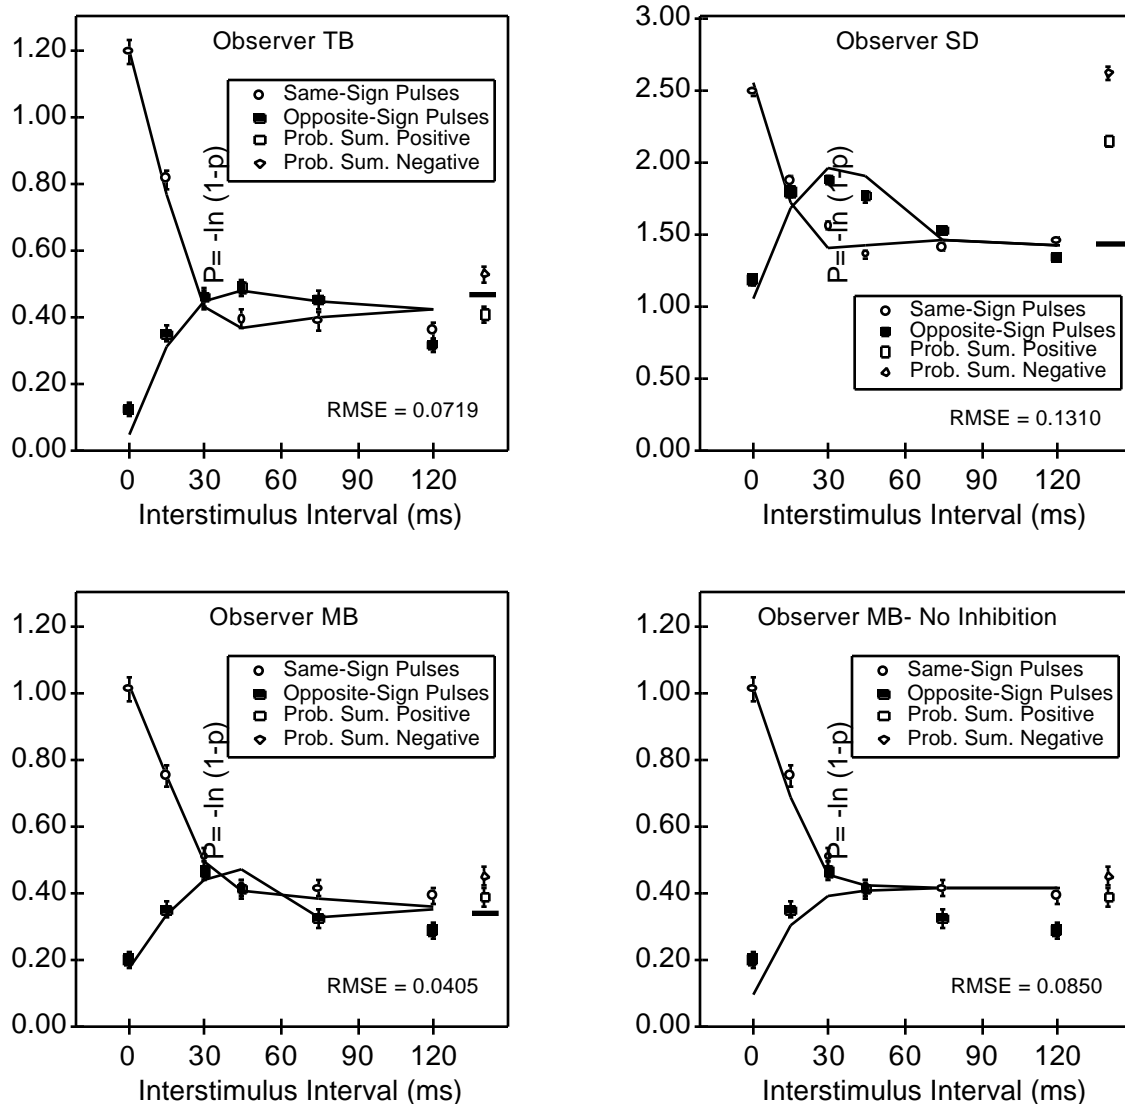 Observer TB
1.20
1.00
0.80
0.60
0.40
0.20
0.00
P=-ln (1-p)
Same-Sign Pulses
Opposite-Sign Pulses
Prob. Sum. Positive
Prob. Sum. Negative
RMSE = 0.0719
0 30 60 90 120
Interstimulus Interval (ms)
Observer SD
3.00
2.50
2.00
1.50
1.00
0.50
0.00
P=-ln (1-p)
Same-Sign Pulses
Opposite-Sign Pulses
Prob. Sum. Positive
Prob. Sum. Negative
RMSE = 0.1310
0 30 60 90 120
Interstimulus Interval (ms)
Observer MB
1.20
1.00
0.80
0.60
0.40
0.20
0.00
P=-ln (1-p)
Same-Sign Pulses
Opposite-Sign Pulses
Prob. Sum. Positive
Prob. Sum. Negative
RMSE = 0.0405
0 30 60 90 120
Interstimulus Interval (ms)
Observer MB- No Inhibition
1.20
1.00
0.80
0.60
0.40
0.20
0.00
P=-ln (1-p)
Same-Sign Pulses
Opposite-Sign Pulses
Prob. Sum. Positive
Prob. Sum. Negative
RMSE = 0.0850
0 30 60 90 120
Interstimulus Interval (ms)